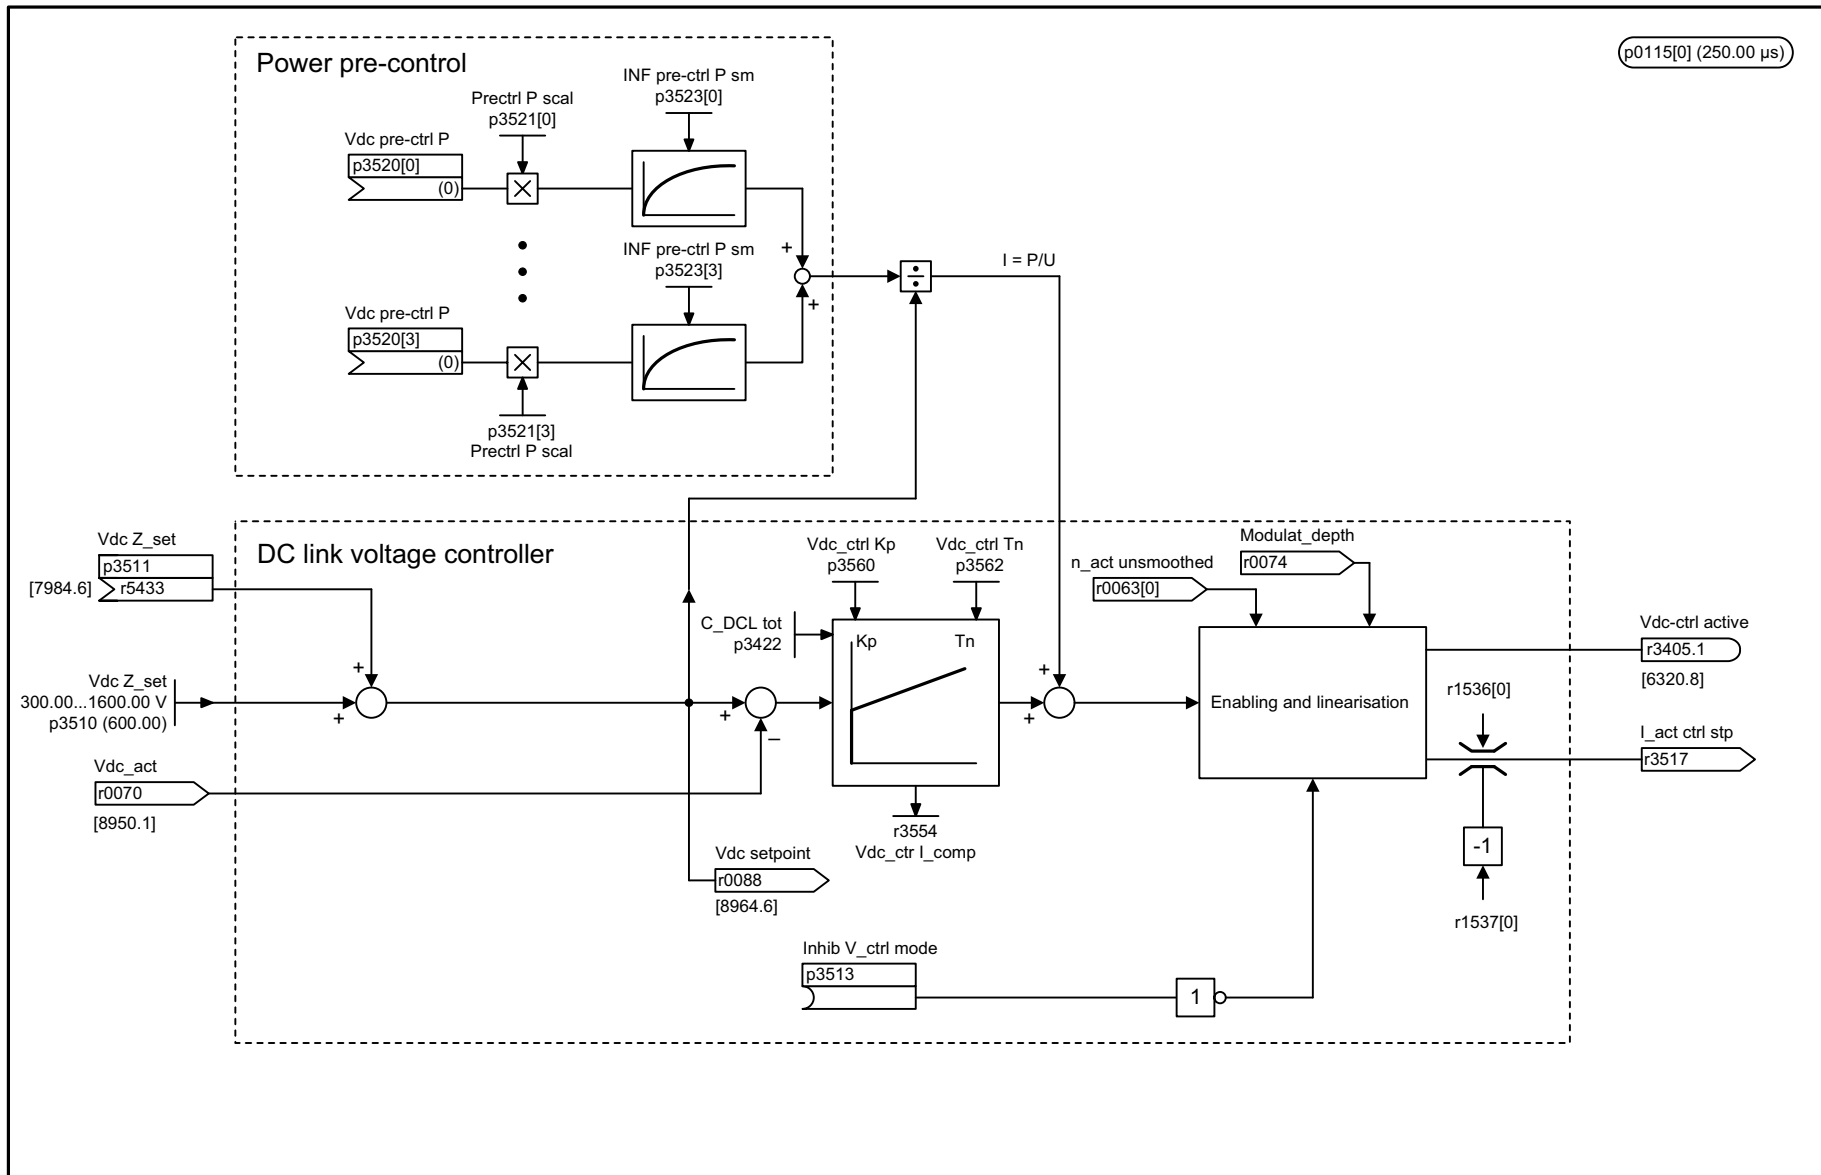 p0115[0] (250.00 µs)
Power pre-control
INF pre-ctrl P sm
p3523[0]
Prectrl P scal
p3521[0]
Vdc pre-ctrl P
p3520[0]
(0)
INF pre-ctrl P sm
p3523[3]
+
+
I = P/U
Vdc pre-ctrl P
p3520[3]
(0)
p3521[3]
Prectrl P scal
DC link voltage controller
Vdc Z_set
p3511
r5433
[7984.6]
Vdc_ctrl Kp
p3560
Vdc_ctrl Tn
p3562
Modulat_depth
r0074
n_act unsmoothed
r0063[0]
C_DCL tot
p3422
Kp
Tn
Vdc Z_set
300.00...1600.00 V
p3510 (600.00)
+
+
+
–
+
+
Enabling and linearisation
Vdc-ctrl active
r3405.1
[6320.8]
r1536[0]
I_act ctrl stp
r3517
Vdc_act
r0070
[8950.1]
r3554
Vdc_ctr I_comp
Vdc setpoint
r0088
[8964.6]
-1
r1537[0]
Inhib V_ctrl mode
p3513
1